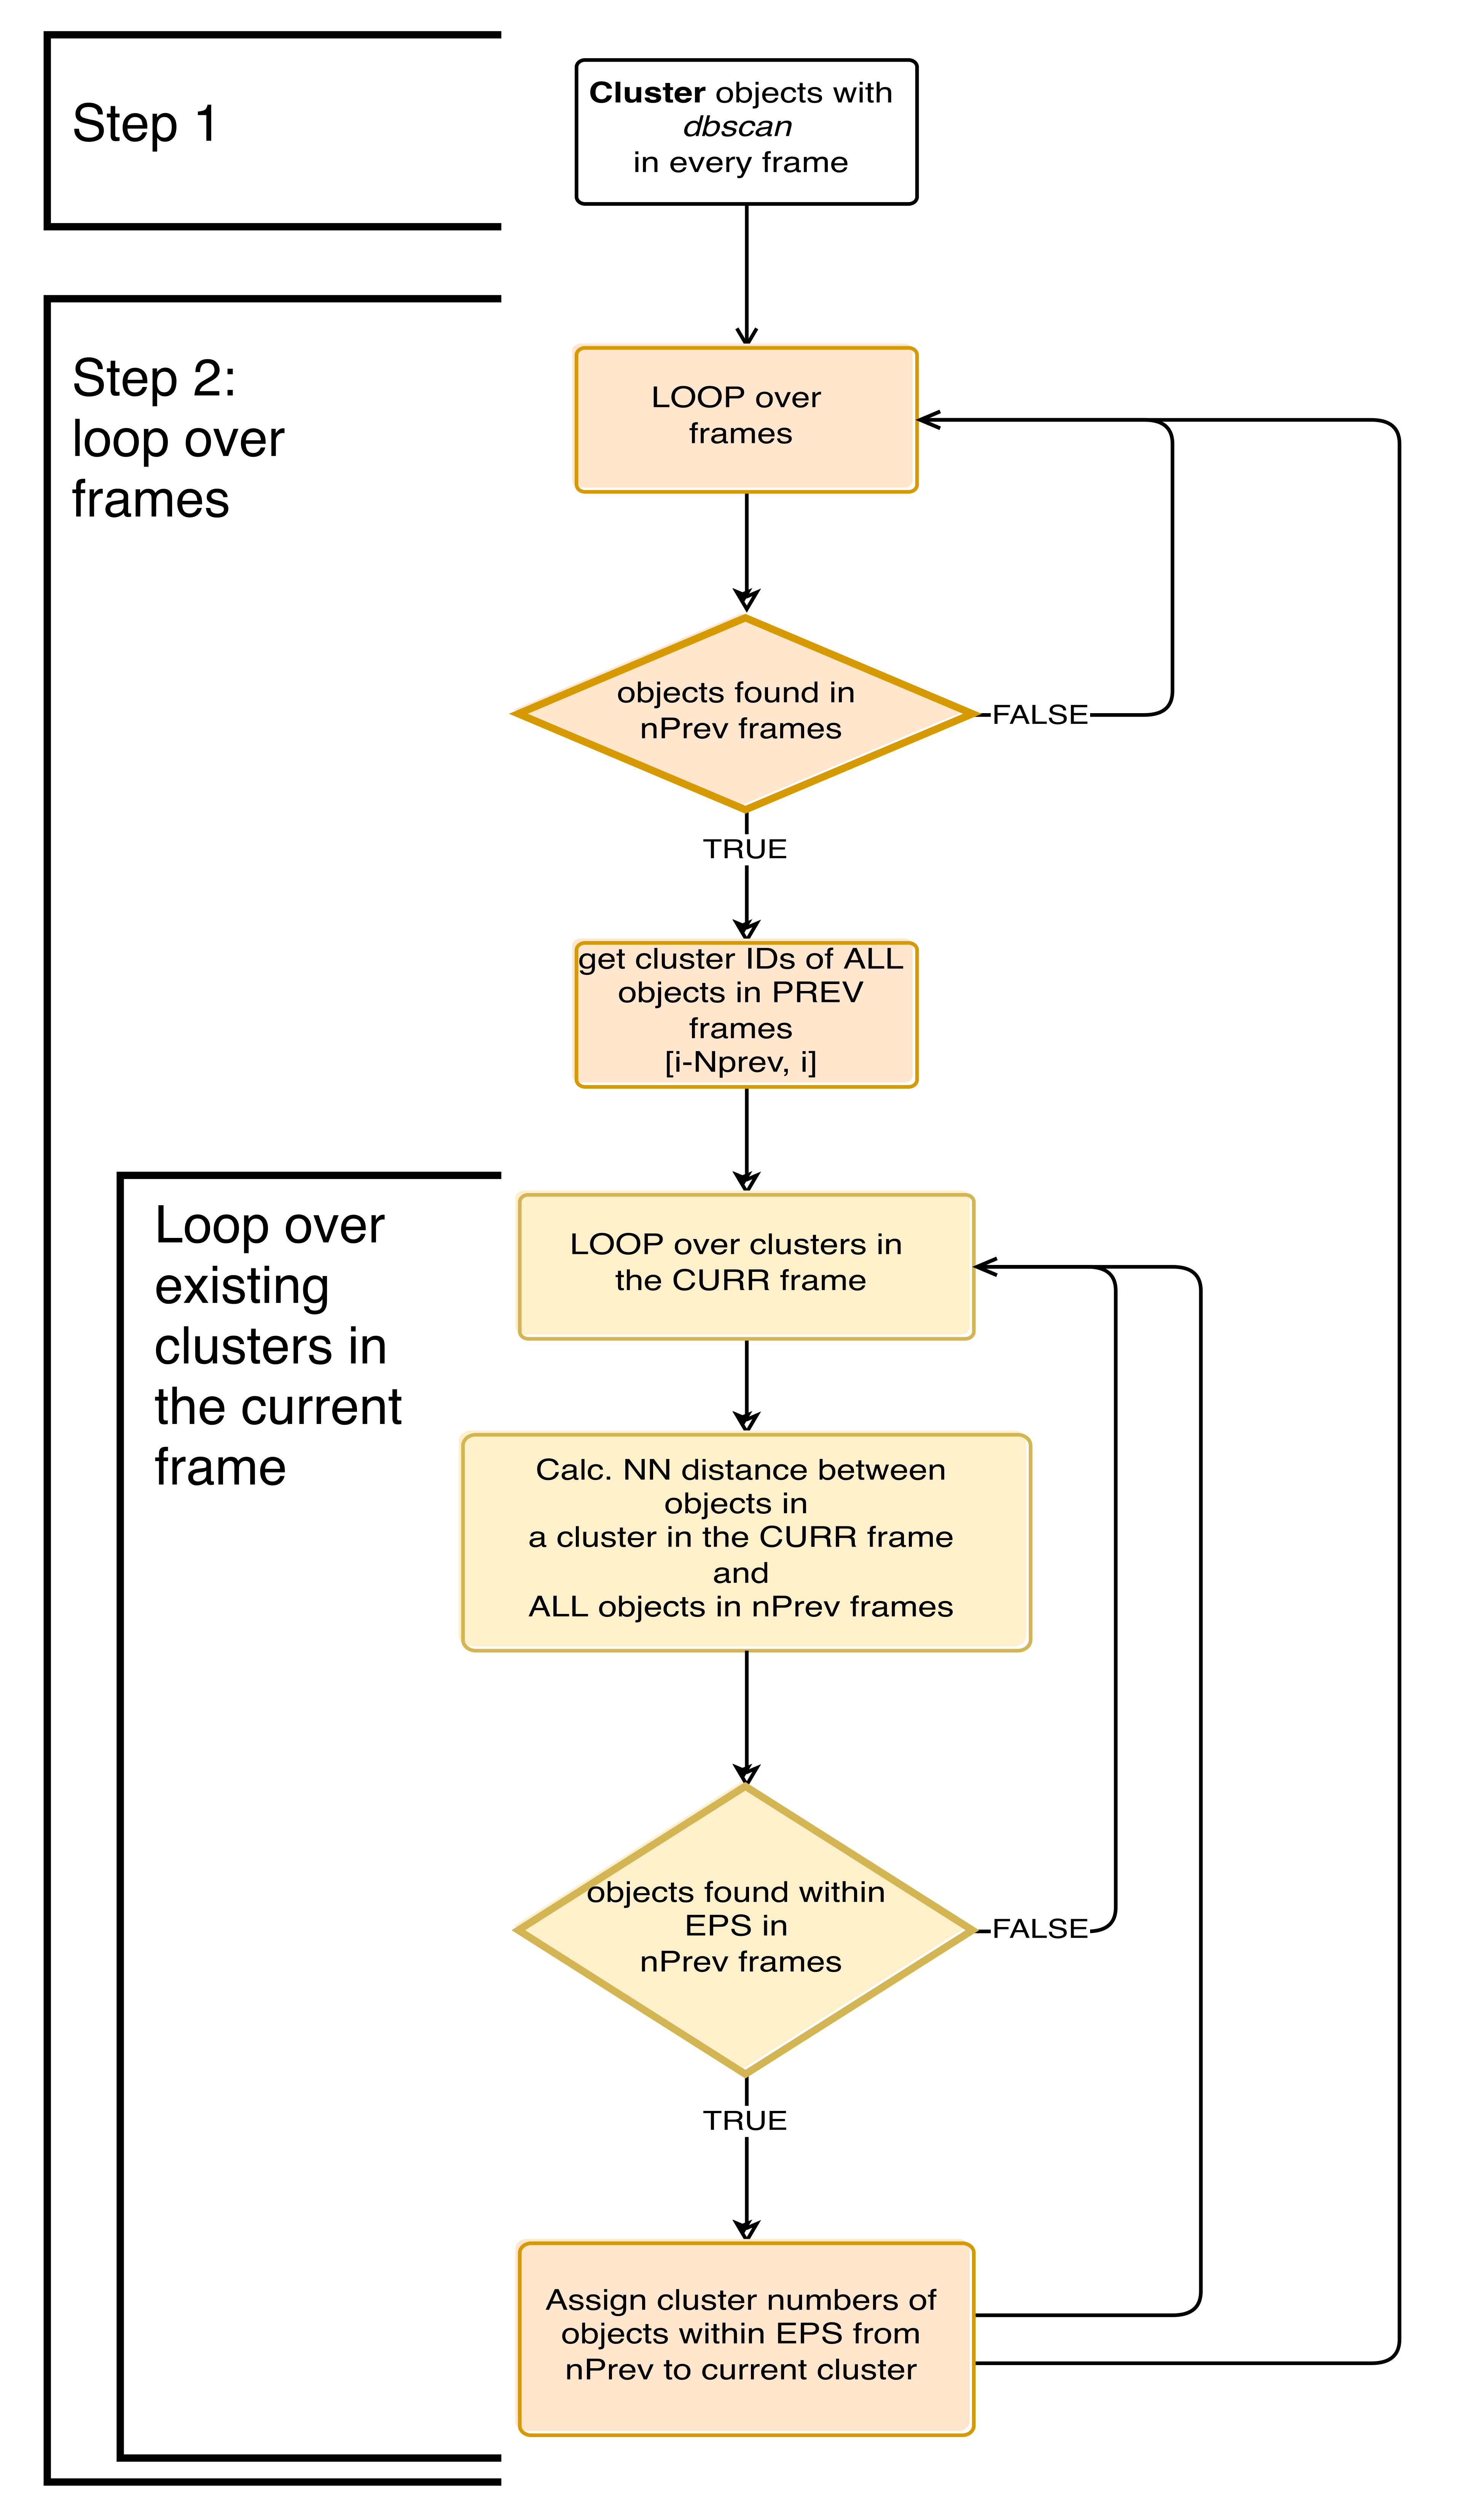 Step 1
Cluster objects with
dbscan
in every frame
Step 2:
loop over
frames
LOOP over
frames
objects found in
nPrev frames
FALSE
TRUE
get cluster IDs of ALL
objects in PREV
frames
[i-Nprev, i]
Loop over
existing
clusters in
the current
frame
LOOP over clusters in
the CURR frame
Calc. NN distance between
objects in
a cluster in the CURR frame
and
ALL objects in nPrev frames
objects found within
EPS in
nPrev frames
FALSE
TRUE
Assign cluster numbers of
objects within EPS from
nPrev to current cluster